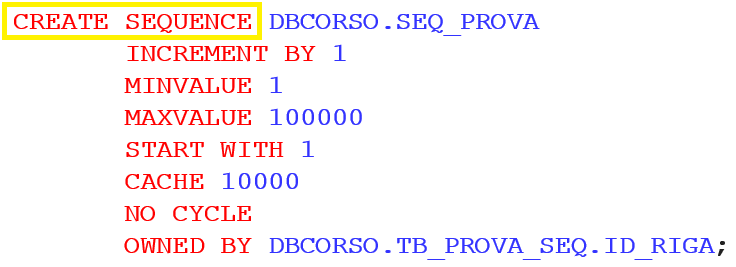 CREATE SEQUENCE DBCORSO.SEQ_PROVA
INCREMENT BY 1
MINVALUE 1
MAXVALUE 100000
START WITH 1
CACHE 10000
NO CYCLE
OWNED BY DBCORSO.TB_PROVA_SEQ.ID_RIGA;